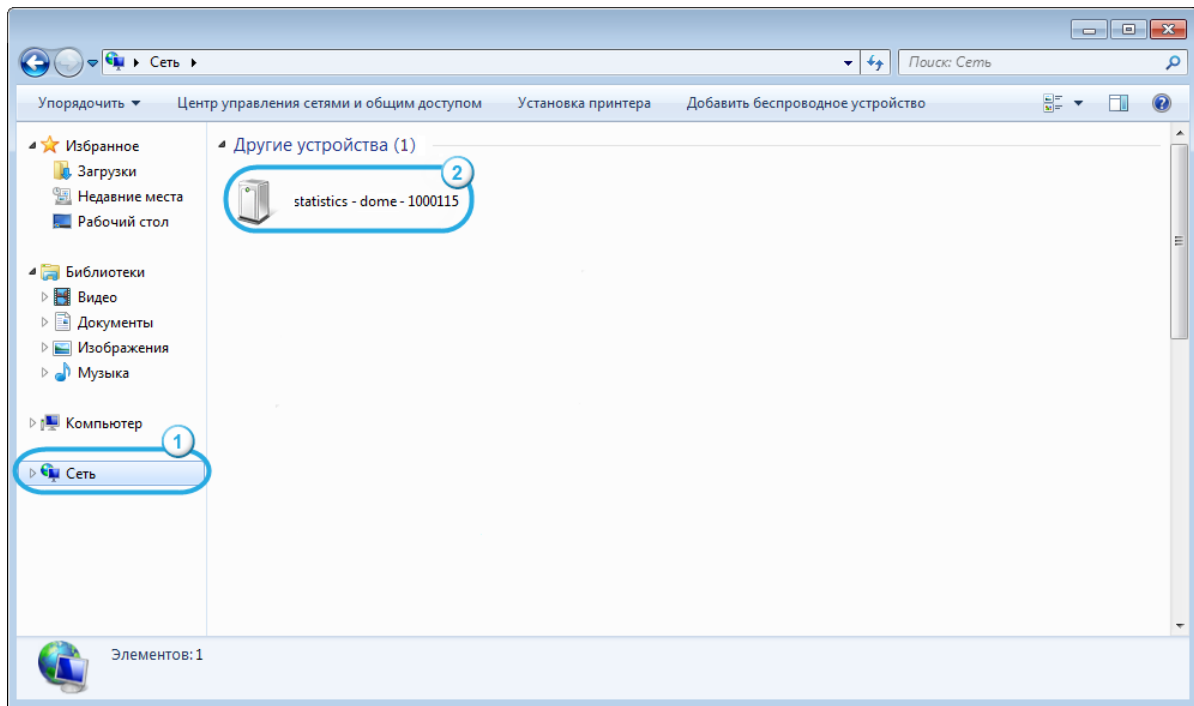 Сеть
Поиск: Сеть
Упорядочить Центр управления сетями и общим доступом Установка принтера Добавить беспроводное устройство
Избранное
Загрузки
Недавние места
Рабочий стол
Библиотеки
Видео
Документы
Изображения
Музыка
Компьютер
1
Сеть
Другие устройства (1)
2
statistics - dome - 1000115
Элементов: 1